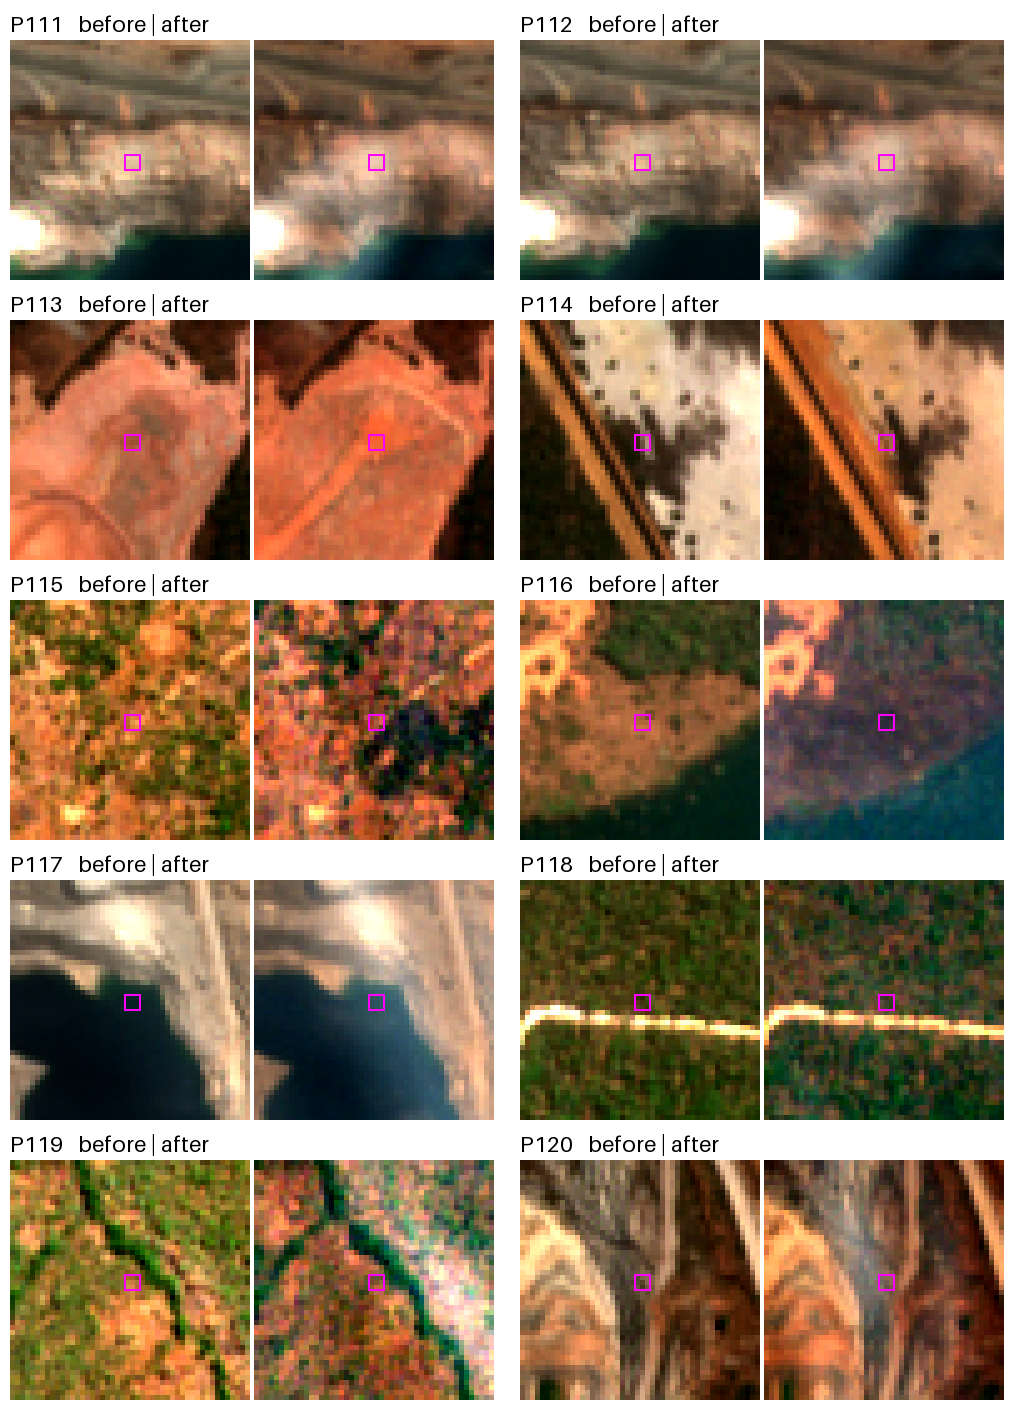 P111 before | after
P112 before | after
P113 before | after
P114 before | after
P115 before | after
P116 before | after
P117 before | after
P118 before | after
P119 before | after
P120 before | after